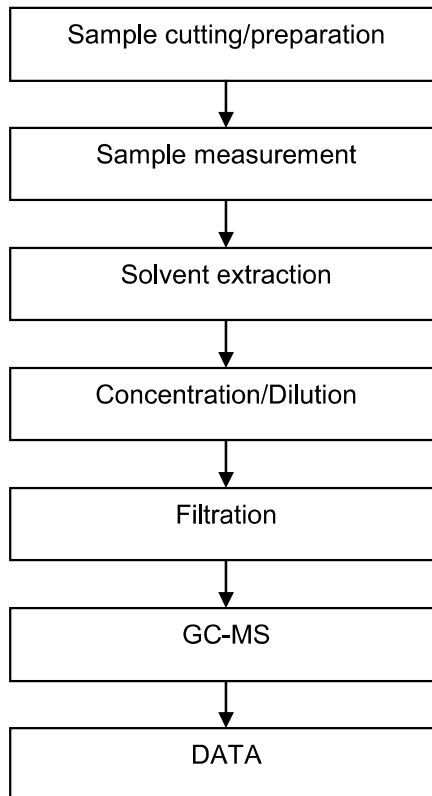 Sample cutting/preparation
Sample measurement
Solvent extraction
Concentration/Dilution
Filtration
GC-MS
DATA